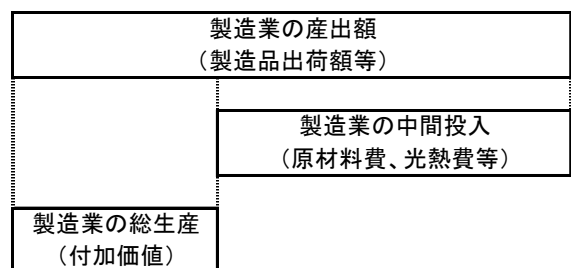 製造業の産出額
（製造品出荷額等）
製造業の中間投入
（原材料費、光熱費等）
製造業の総生産
（付加価値）